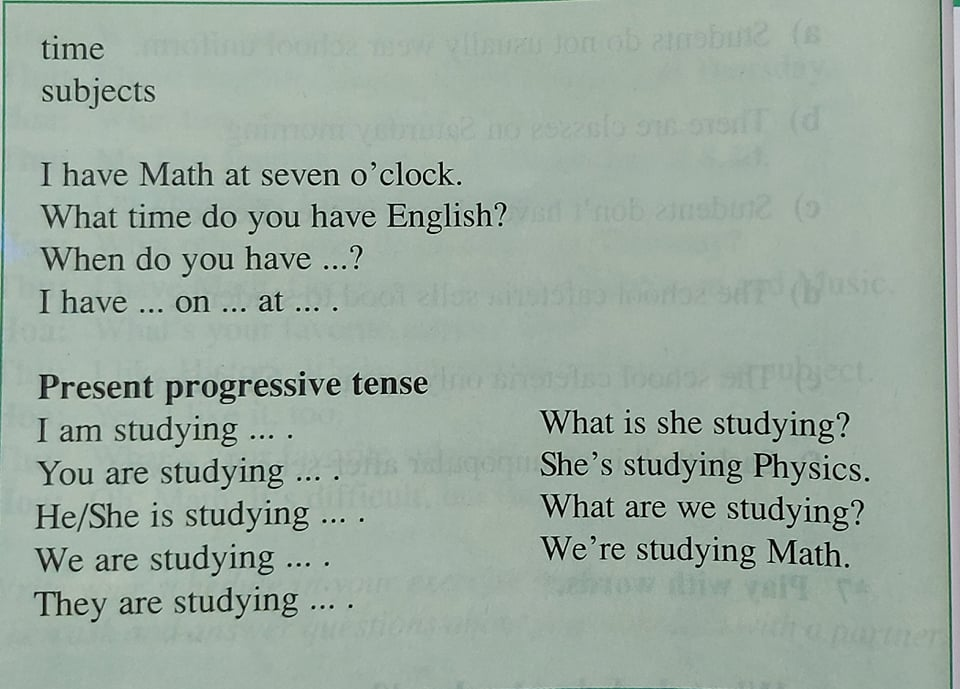 time
subjects
I have Math at seven o'clock.
What time do you have English?
When do you have ...?
I have ... on ... at ... .
Present progressive tense
I am studying ... .
You are studying ... .
He/She is studying ... .
We are studying ... .
They are studying ... .
What is she studying?
She's studying Physics.
What are we studying?
We're studying Math.